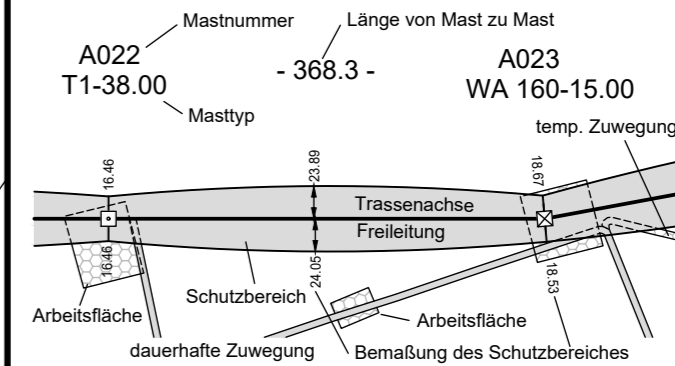 Mastnummer
Länge von Mast zu Mast
A022
- 368.3 -
A023
T1-38.00
WA 160-15.00
Masttyp
temp. Zuwegung
16.46
23.89
18.67
Trassenachse
Freileitung
16.46
24.05
18.53
Schutzbereich
Arbeitsfläche
Arbeitsfläche
dauerhafte Zuwegung
Bemaßung des Schutzbereiches